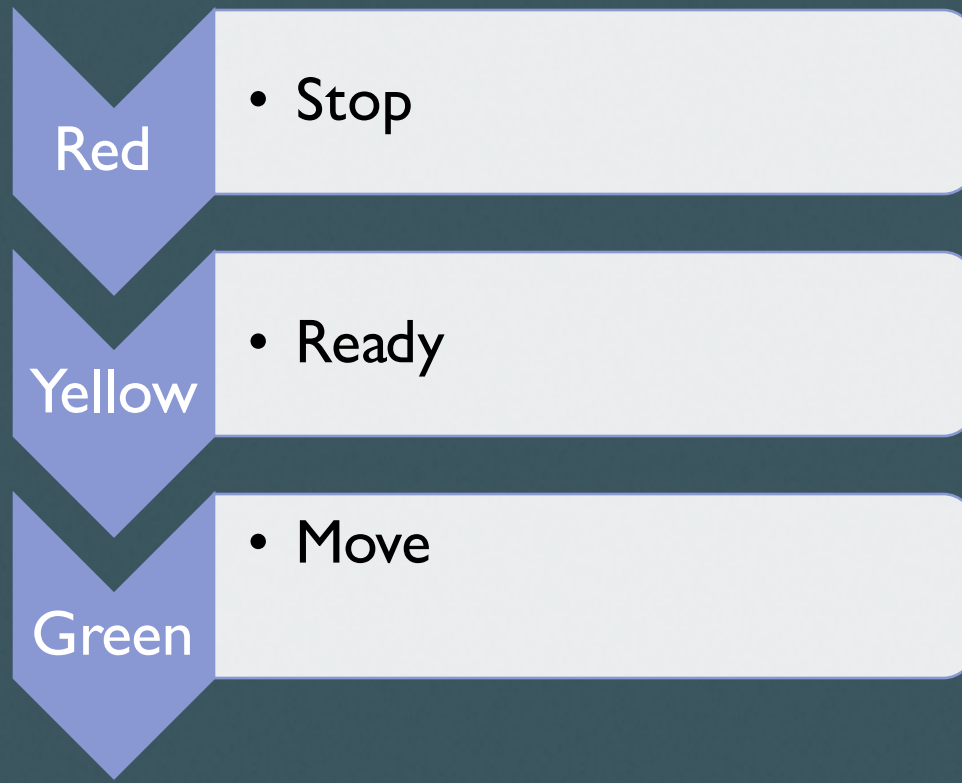 Red
• Stop
Yellow
• Ready
Green
• Move